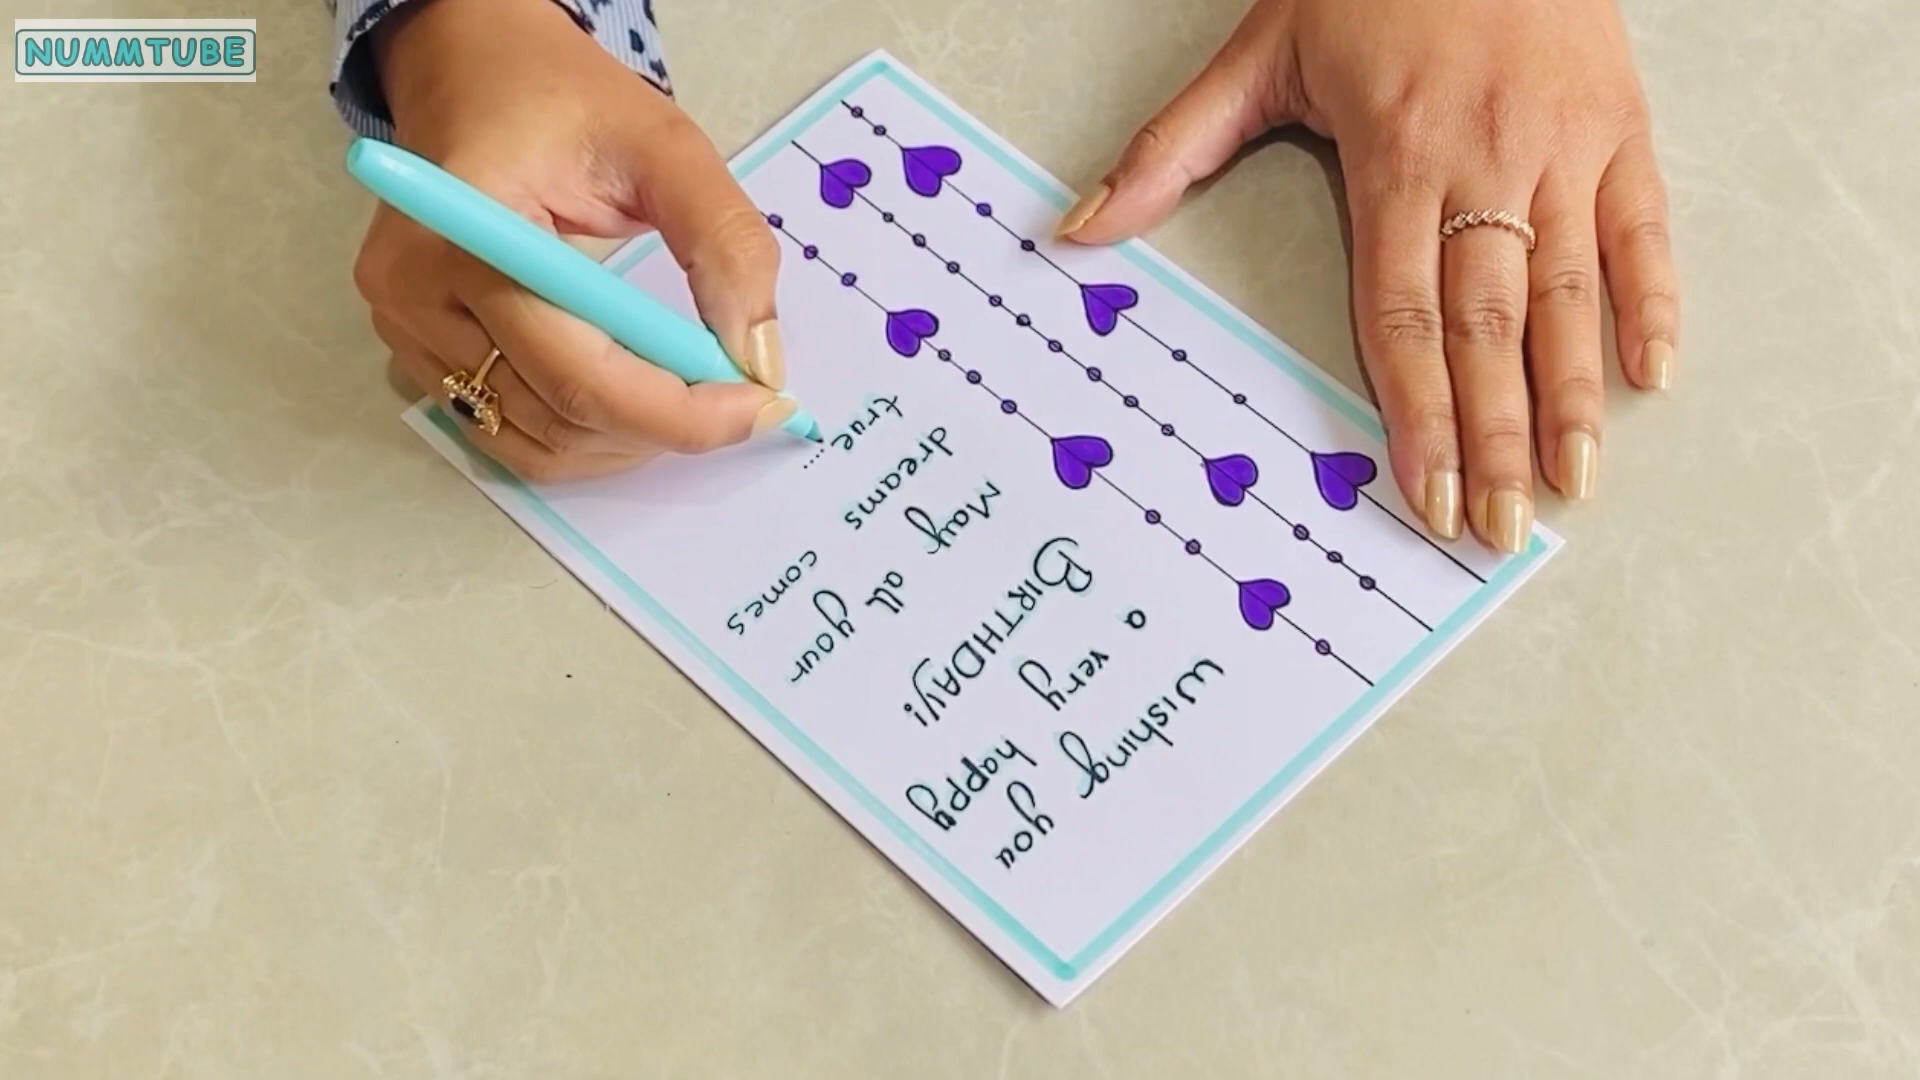 NUMMTUBE
Wishing you
a very happy
BIRTHDAY!
May all your
dreams comes
true.....